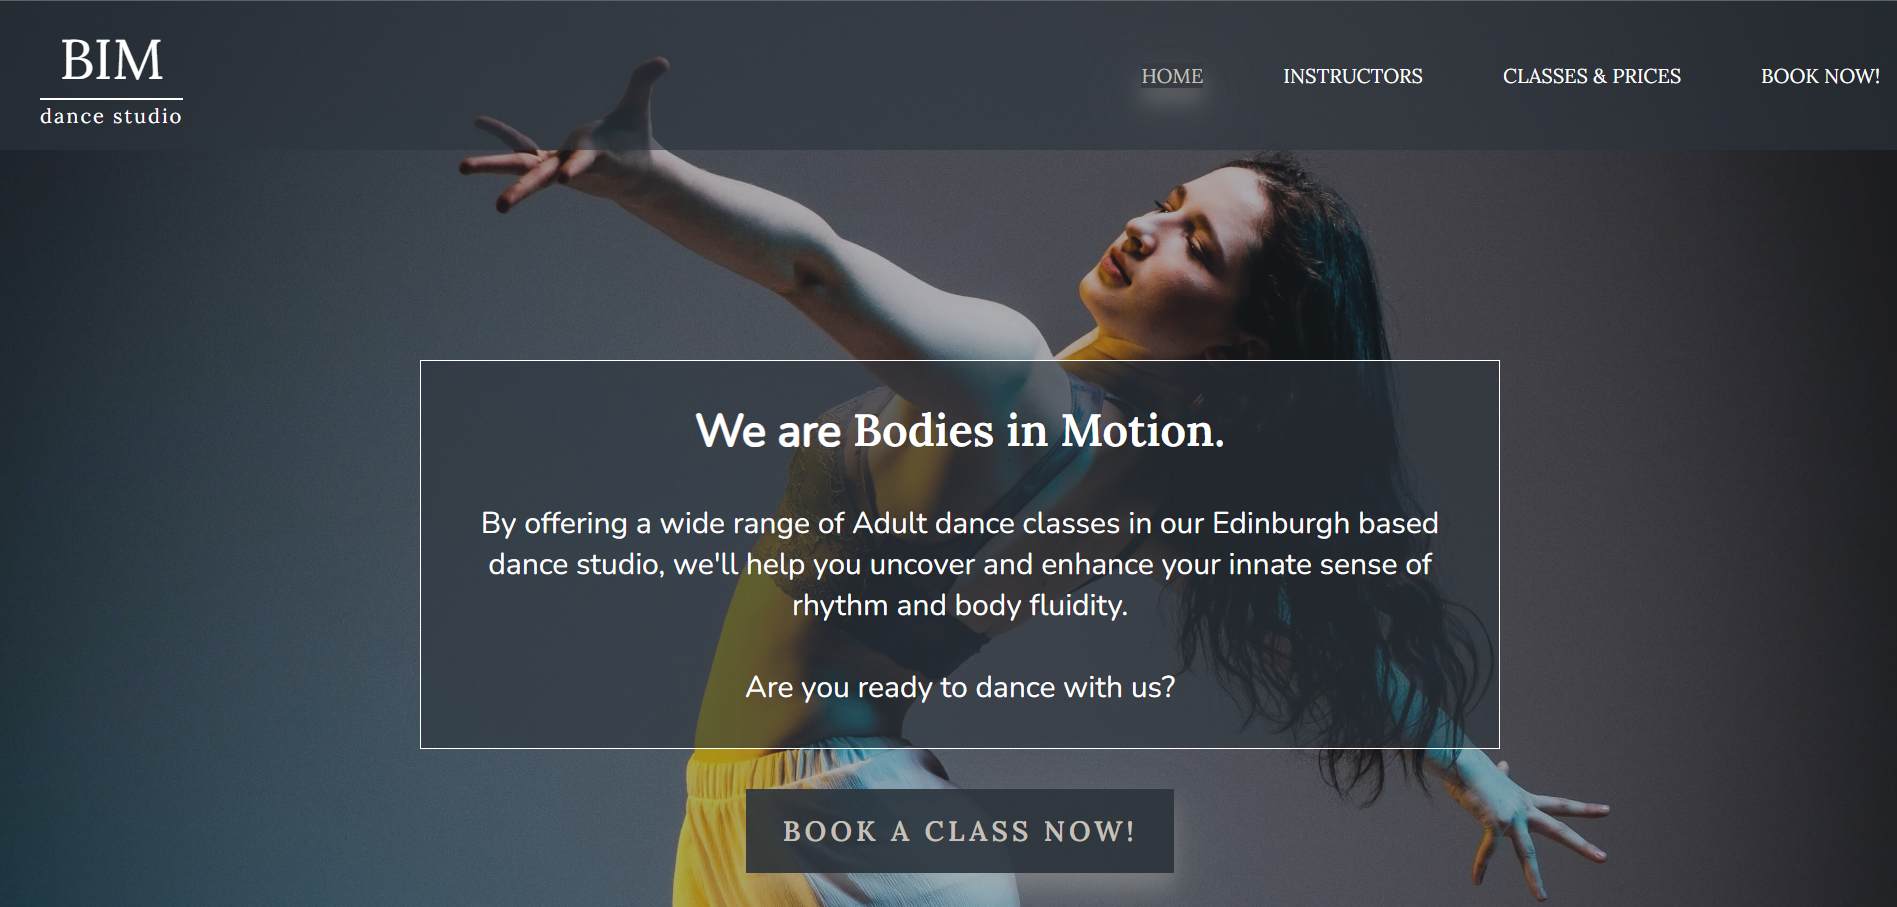 BIM
dance studio
HOME
INSTRUCTORS
CLASSES & PRICES
BOOK NOW!
We are Bodies in Motion.
By offering a wide range of Adult dance classes in our Edinburgh based
dance studio, we'll help you uncover and enhance your innate sense of
rhythm and body fluidity.
Are you ready to dance with us?
BOOK A CLASS NOW!